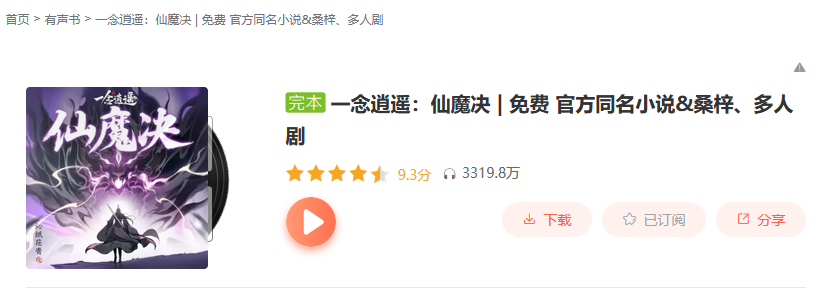 首页 > 有声书 > 一念逍遥：仙魔决 | 免费 官方同名小说&桑梓、多人剧
一念逍遥
仙魔决
完本 一念逍遥：仙魔决 | 免费 官方同名小说&桑梓、多人
剧
9.3分 3319.8万
下载 已订阅 分享